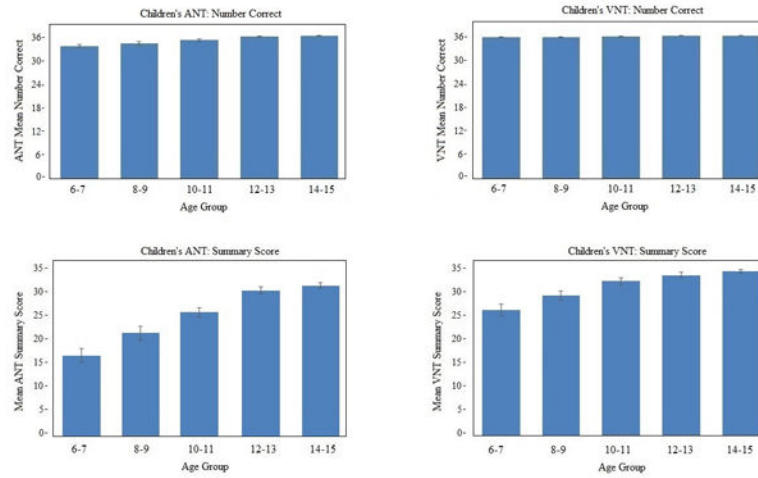 Children's ANT: Number Correct
ANT Mean Number Correct
36-
30-
24-
18-
12-
6-
0-
6-7 8-9 10-11 12-13 14-15
Age Group
Children's VNT: Number Correct
VNT Mean Number Correct
36-
30-
24-
18-
12-
6-
0-
6-7 8-9 10-11 12-13 14-15
Age Group
Children's ANT: Summary Score
Mean ANT Summary Score
35-
30-
25-
20-
15-
10-
5-
0-
6-7 8-9 10-11 12-13 14-15
Age Group
Children's VNT: Summary Score
Mean VNT Summary Score
35-
30-
25-
20-
15-
10-
5-
0-
6-7 8-9 10-11 12-13 14-15
Age Group